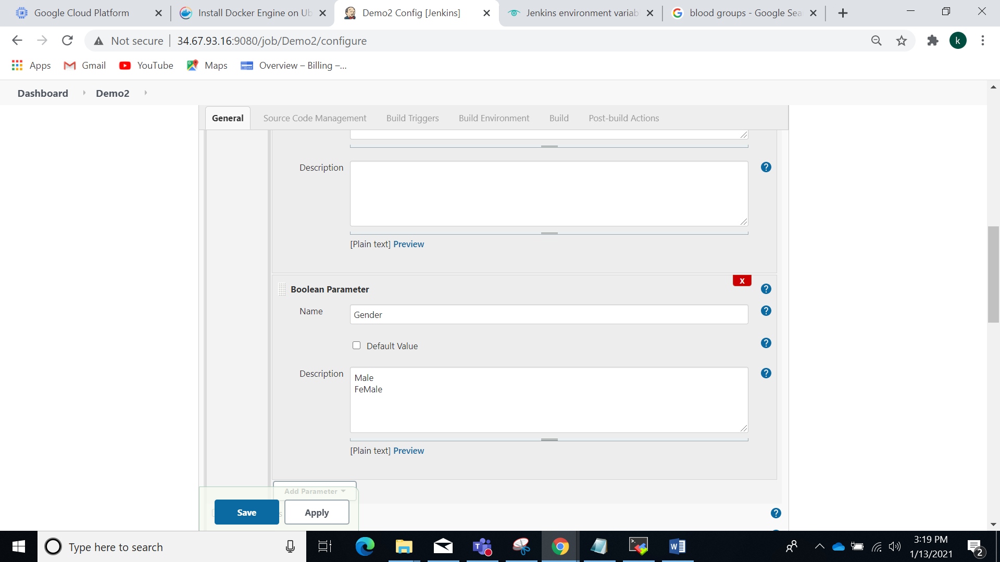 Google Cloud Platform
Install Docker Engine on Ub
Demo2 Config [Jenkins]
Jenkins environment variab
blood groups - Google Sea
Not secure
34.67.93.16:9080/job/Demo2/configure
k
Apps
Gmail
YouTube
Maps
Overview – Billing –...
Dashboard
Demo2
General
Source Code Management
Build Triggers
Build Environment
Build
Post-build Actions
Description
?
[Plain text] Preview
x
Boolean Parameter
?
Name
Gender
?
Default Value
?
Description
Male
FeMale
?
[Plain text] Preview
Add Parameter
Save
Apply
s
?
Type here to search
3:19 PM
1/13/2021
2